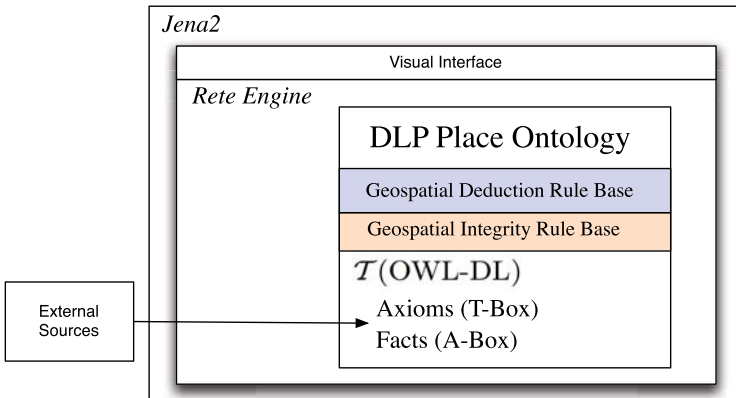 Jena2
Visual Interface
Rete Engine
DLP Place Ontology
Geospatial Deduction Rule Base
Geospatial Integrity Rule Base
𝒯(OWL-DL)
Axioms (T-Box)
Facts (A-Box)
External
Sources